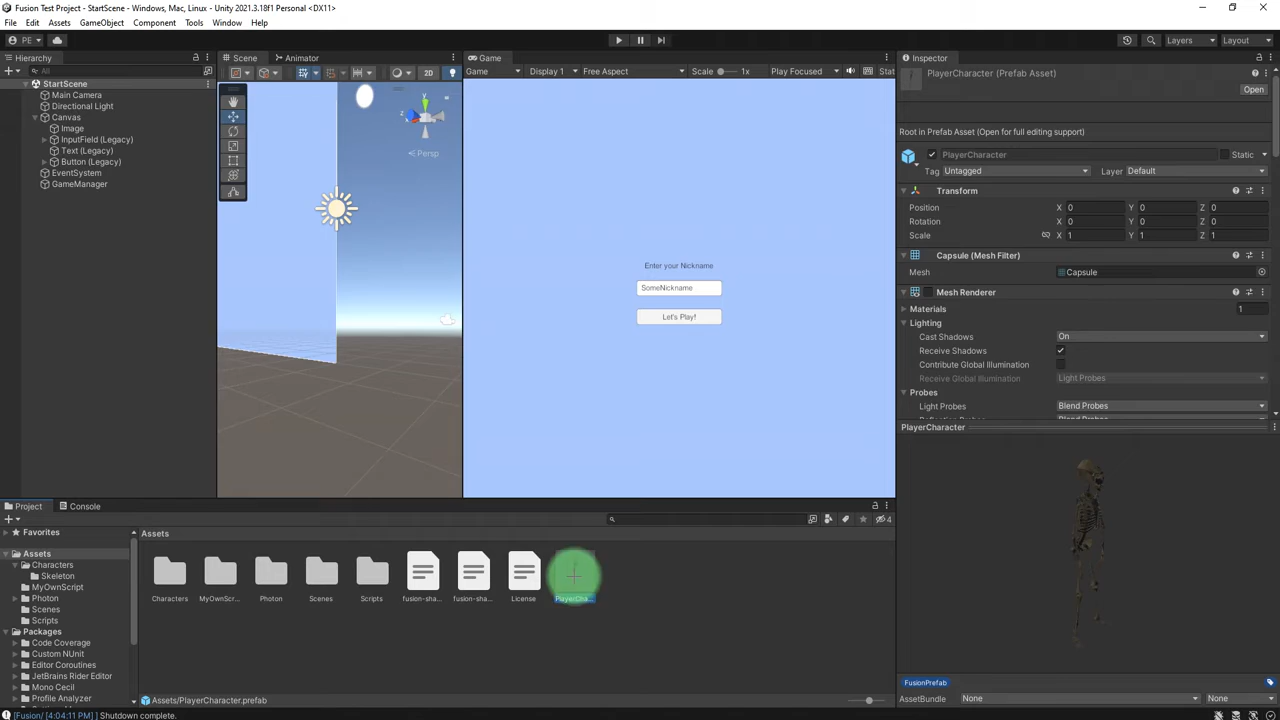 Fusion Test Project - StartScene - Windows, Mac, Linux - Unity 2021.3.18f1 Personal <DX11>
File Edit Assets GameObject Component Tools Window Help
PE
Layers
Layout
Hierarchy
All
StartScene
Main Camera
Directional Light
Canvas
Image
InputField (Legacy)
Text (Legacy)
Button (Legacy)
EventSystem
GameManager
Scene
Animator
2D
y
Persp
Game
Game
Display 1
Free Aspect
Scale
1x
Play Focused
Stat
Enter your Nickname
SomeNickname
Let's Play!
Inspector
PlayerCharacter (Prefab Asset)
Open
Root in Prefab Asset (Open for full editing support)
PlayerCharacter
Static
Tag Untagged
Layer Default
Transform
Position X 0 Y 0 Z 0
Rotation X 0 Y 0 Z 0
Scale X 1 Y 1 Z 1
Capsule (Mesh Filter)
Mesh Capsule
Mesh Renderer
Materials 1
Lighting
Cast Shadows On
Receive Shadows
Contribute Global Illumination
Receive Global Illumination Light Probes
Probes
Light Probes Blend Probes
PlayerCharacter
FusionPrefab
AssetBundle None None
Project
Console
4
Favorites
Assets
Characters
Skeleton
MyOwnScript
Photon
Scenes
Scripts
Packages
Code Coverage
Custom NUnit
Editor Coroutines
JetBrains Rider Editor
Mono Cecil
Profile Analyzer
Assets
Characters
MyOwnScr...
Photon
Scenes
Scripts
fusion-sha...
fusion-sha...
License
PlayerCha...
Assets/PlayerCharacter.prefab
[Fusion/ [4:04:11 PM] ] Shutdown complete.